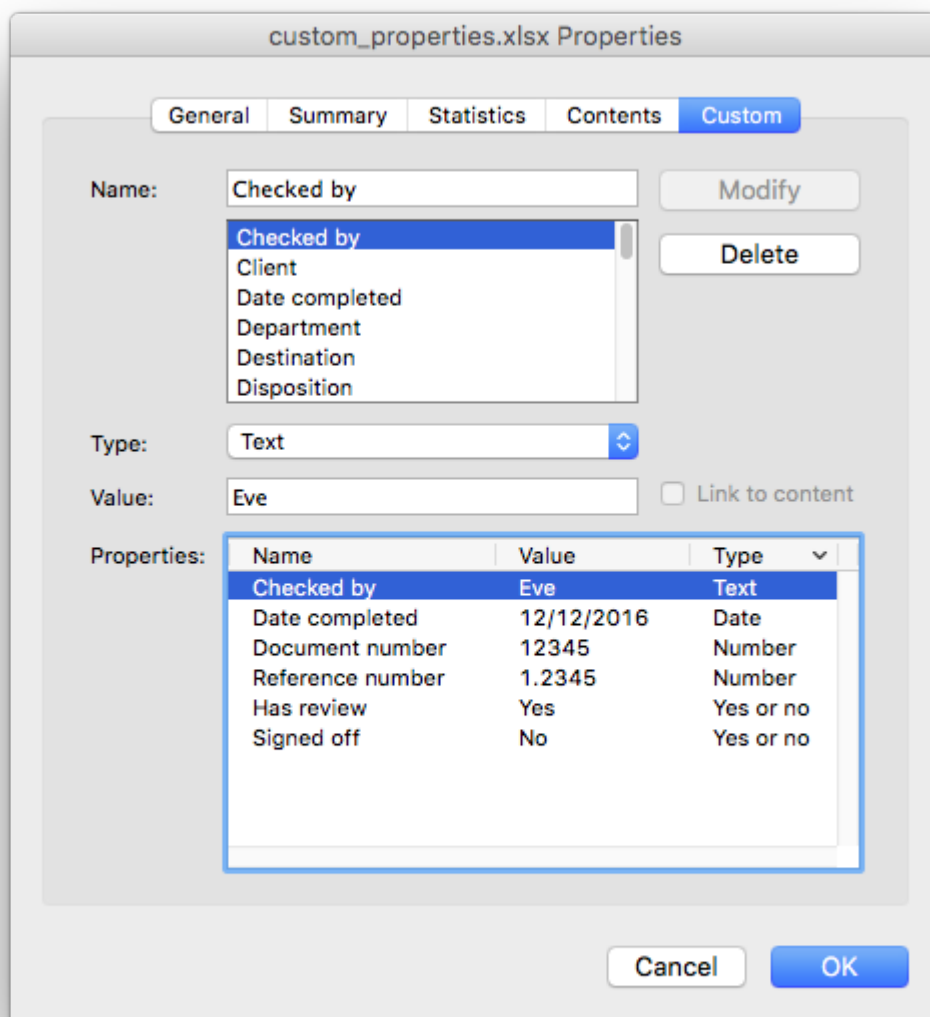 custom_properties.xlsx Properties
General Summary Statistics Contents Custom
Name: Checked by Modify
Checked by
Delete
Client
Date completed
Department
Destination
Disposition
Type: Text
Value: Eve Link to content
Properties: Name Value Type
Checked by Eve Text
Date completed 12/12/2016 Date
Document number 12345 Number
Reference number 1.2345 Number
Has review Yes Yes or no
Signed off No Yes or no
Cancel OK